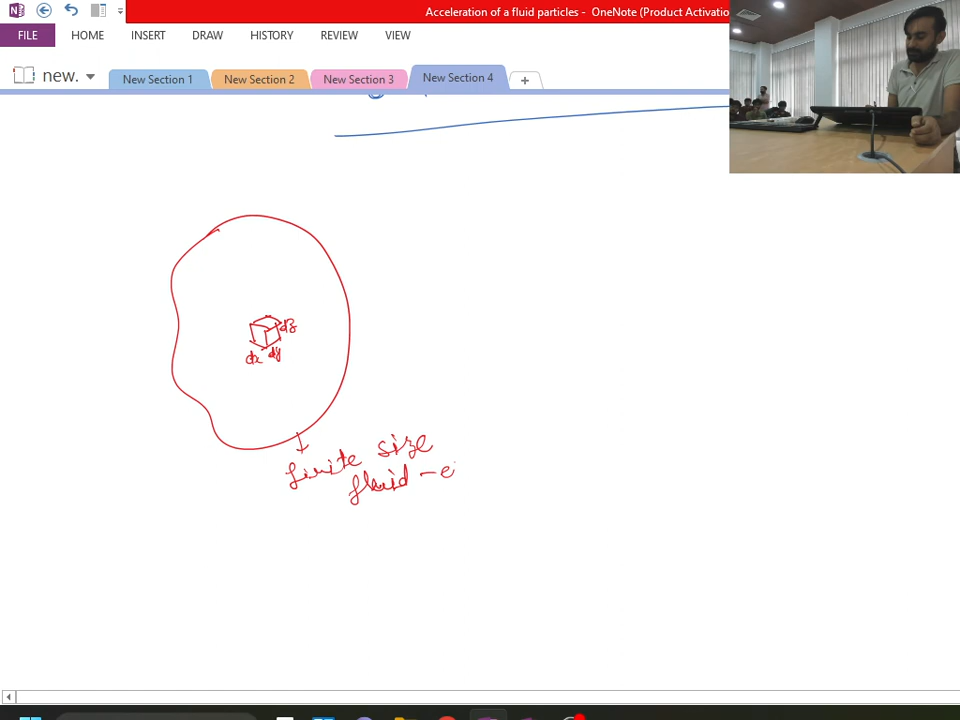 Acceleration of a fluid particles - OneNote (Product Activatio
FILE HOME INSERT DRAW HISTORY REVIEW VIEW
new. New Section 1 New Section 2 New Section 3 New Section 4
dz
dx dy
finite size
fluid - e